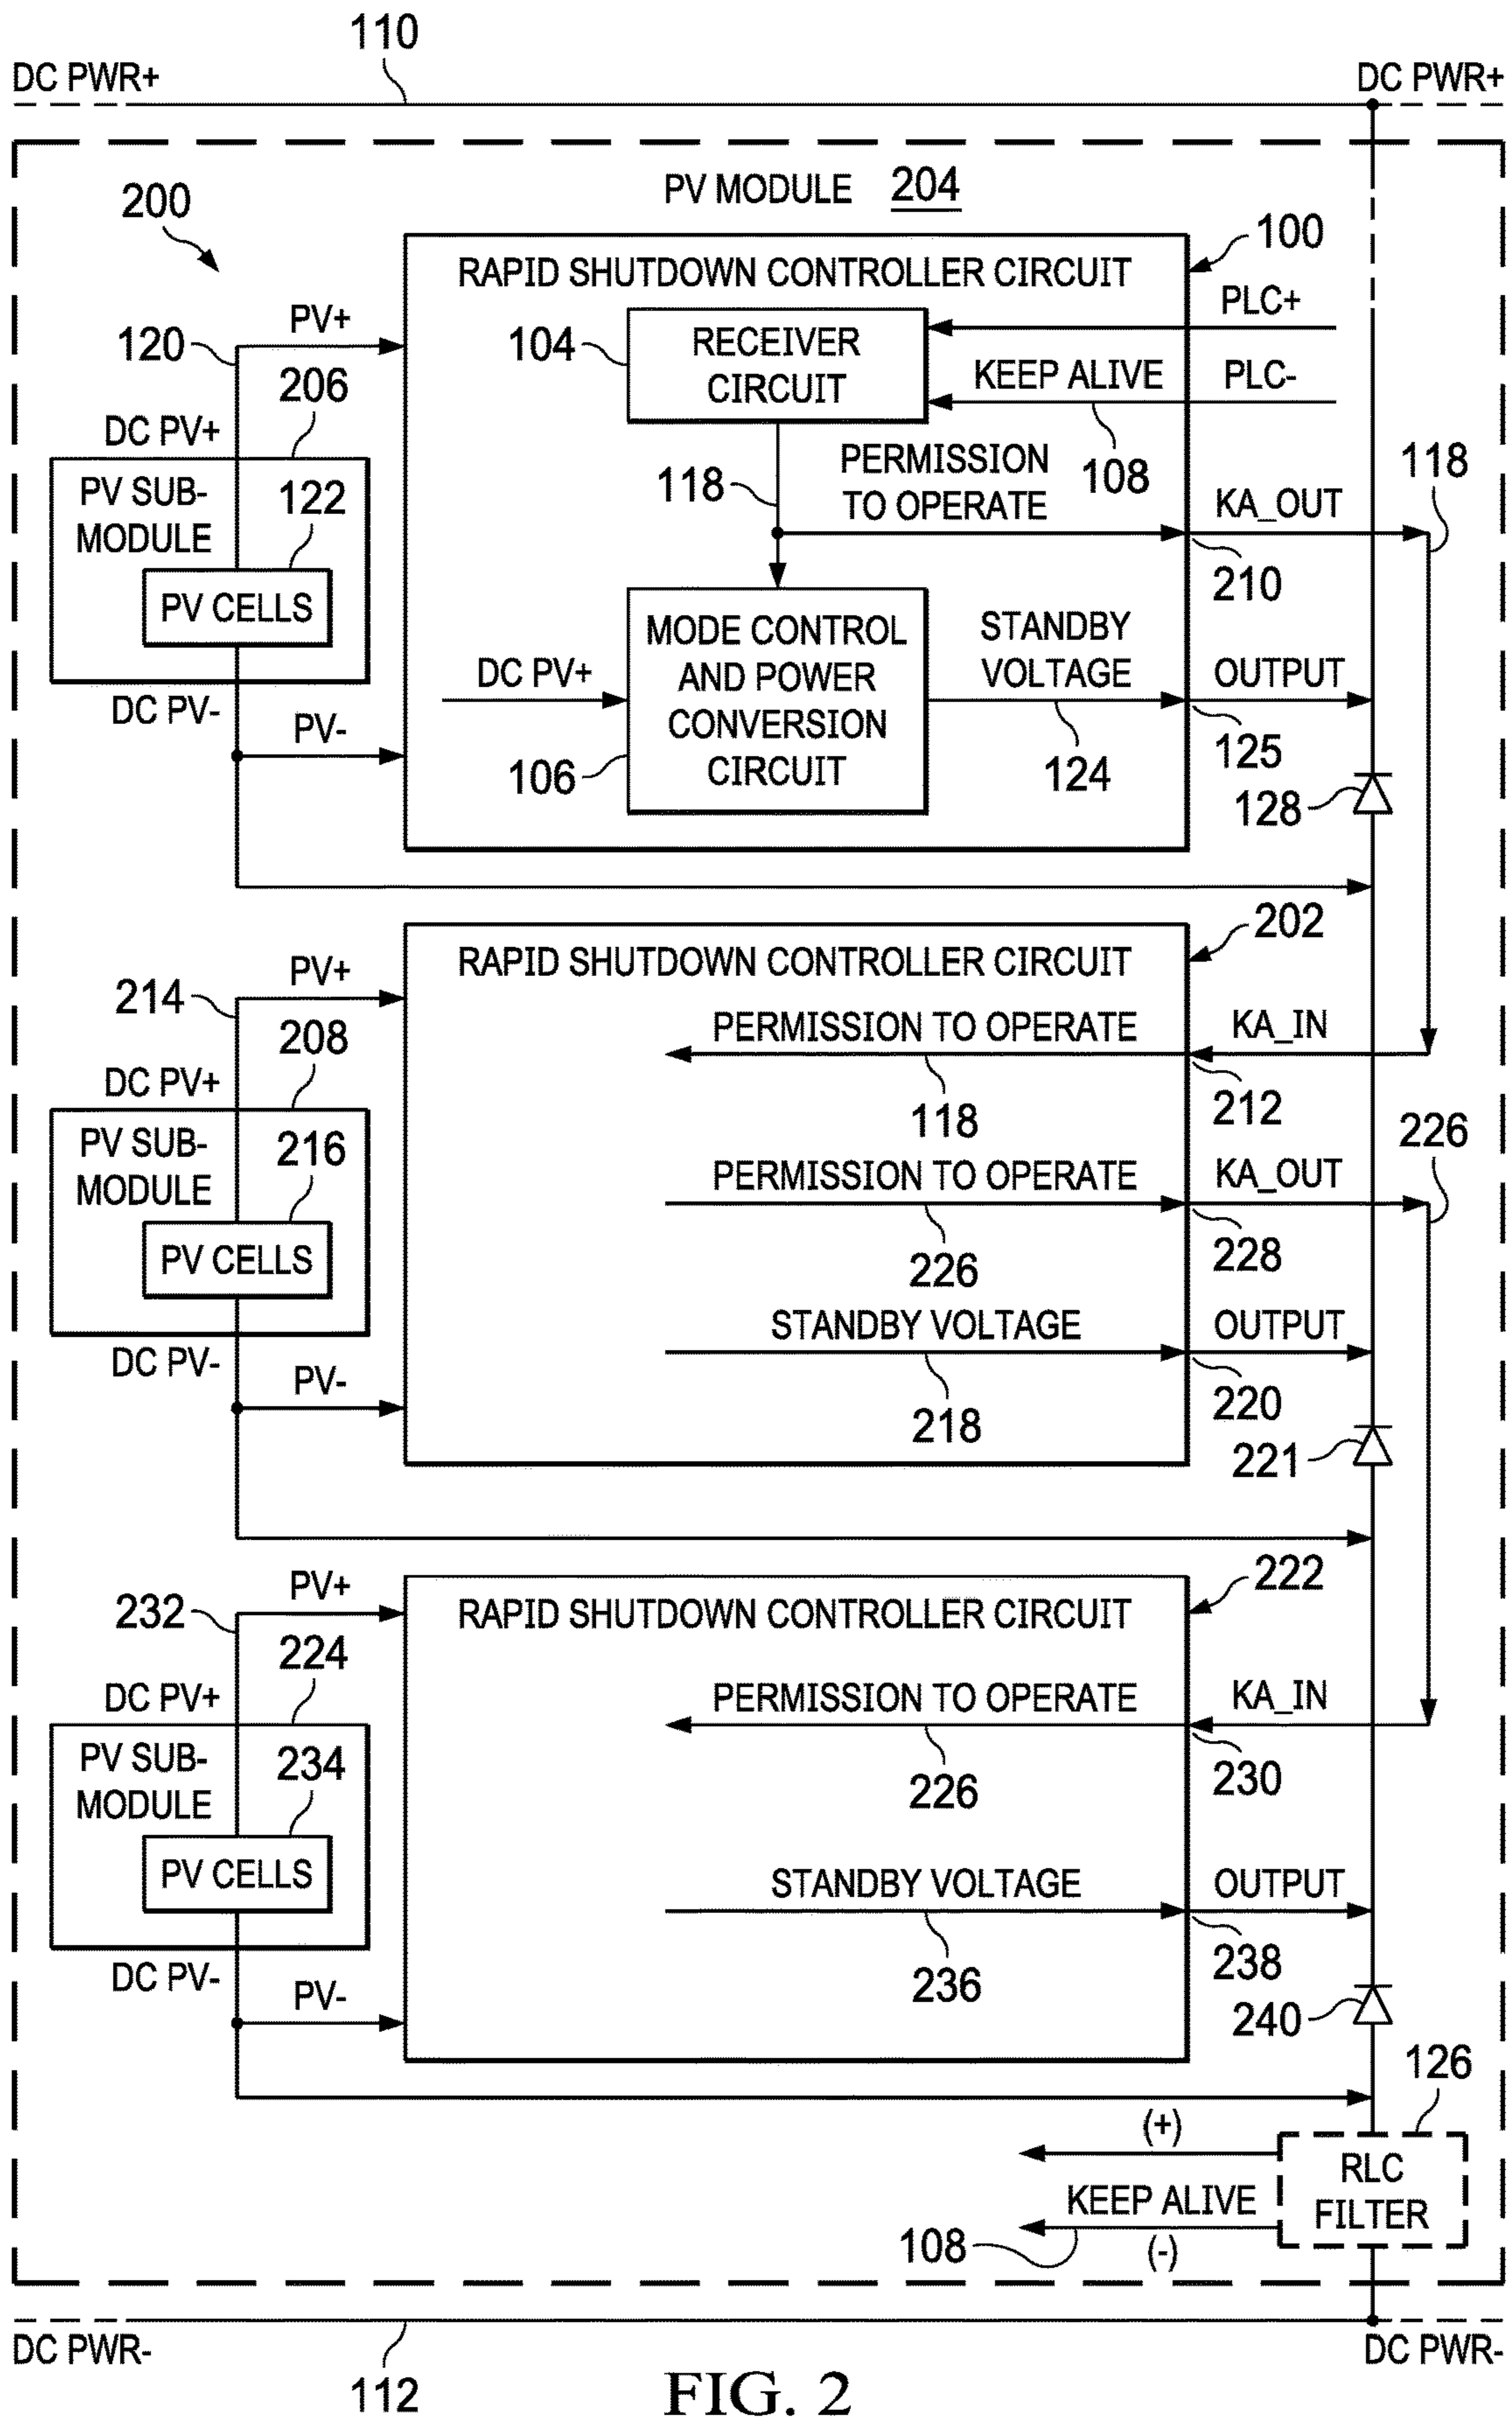 110
DC PWR+
DC PWR+
PV MODULE 204
200
100
RAPID SHUTDOWN CONTROLLER CIRCUIT
PV+
PLC+
120
104
RECEIVER
CIRCUIT
KEEP ALIVE
PLC-
206
DC PV+
108
118
PERMISSION
TO OPERATE
118
PV SUB-
MODULE
122
KA_OUT
210
PV CELLS
MODE CONTROL
AND POWER
CONVERSION
CIRCUIT
STANDBY
VOLTAGE
DC PV+
OUTPUT
DC PV-
PV-
106
124
125
128
202
RAPID SHUTDOWN CONTROLLER CIRCUIT
PV+
214
208
PERMISSION TO OPERATE
KA_IN
DC PV+
118
212
PV SUB-
MODULE
216
226
PERMISSION TO OPERATE
KA_OUT
PV CELLS
226
228
STANDBY VOLTAGE
OUTPUT
DC PV-
PV-
218
220
221
222
PV+
RAPID SHUTDOWN CONTROLLER CIRCUIT
232
224
DC PV+
PERMISSION TO OPERATE
KA_IN
PV SUB-
MODULE
234
226
230
PV CELLS
STANDBY VOLTAGE
OUTPUT
DC PV-
PV-
236
238
240
126
(+)
RLC
FILTER
KEEP ALIVE
108
(-)
DC PWR-
DC PWR-
112
FIG. 2